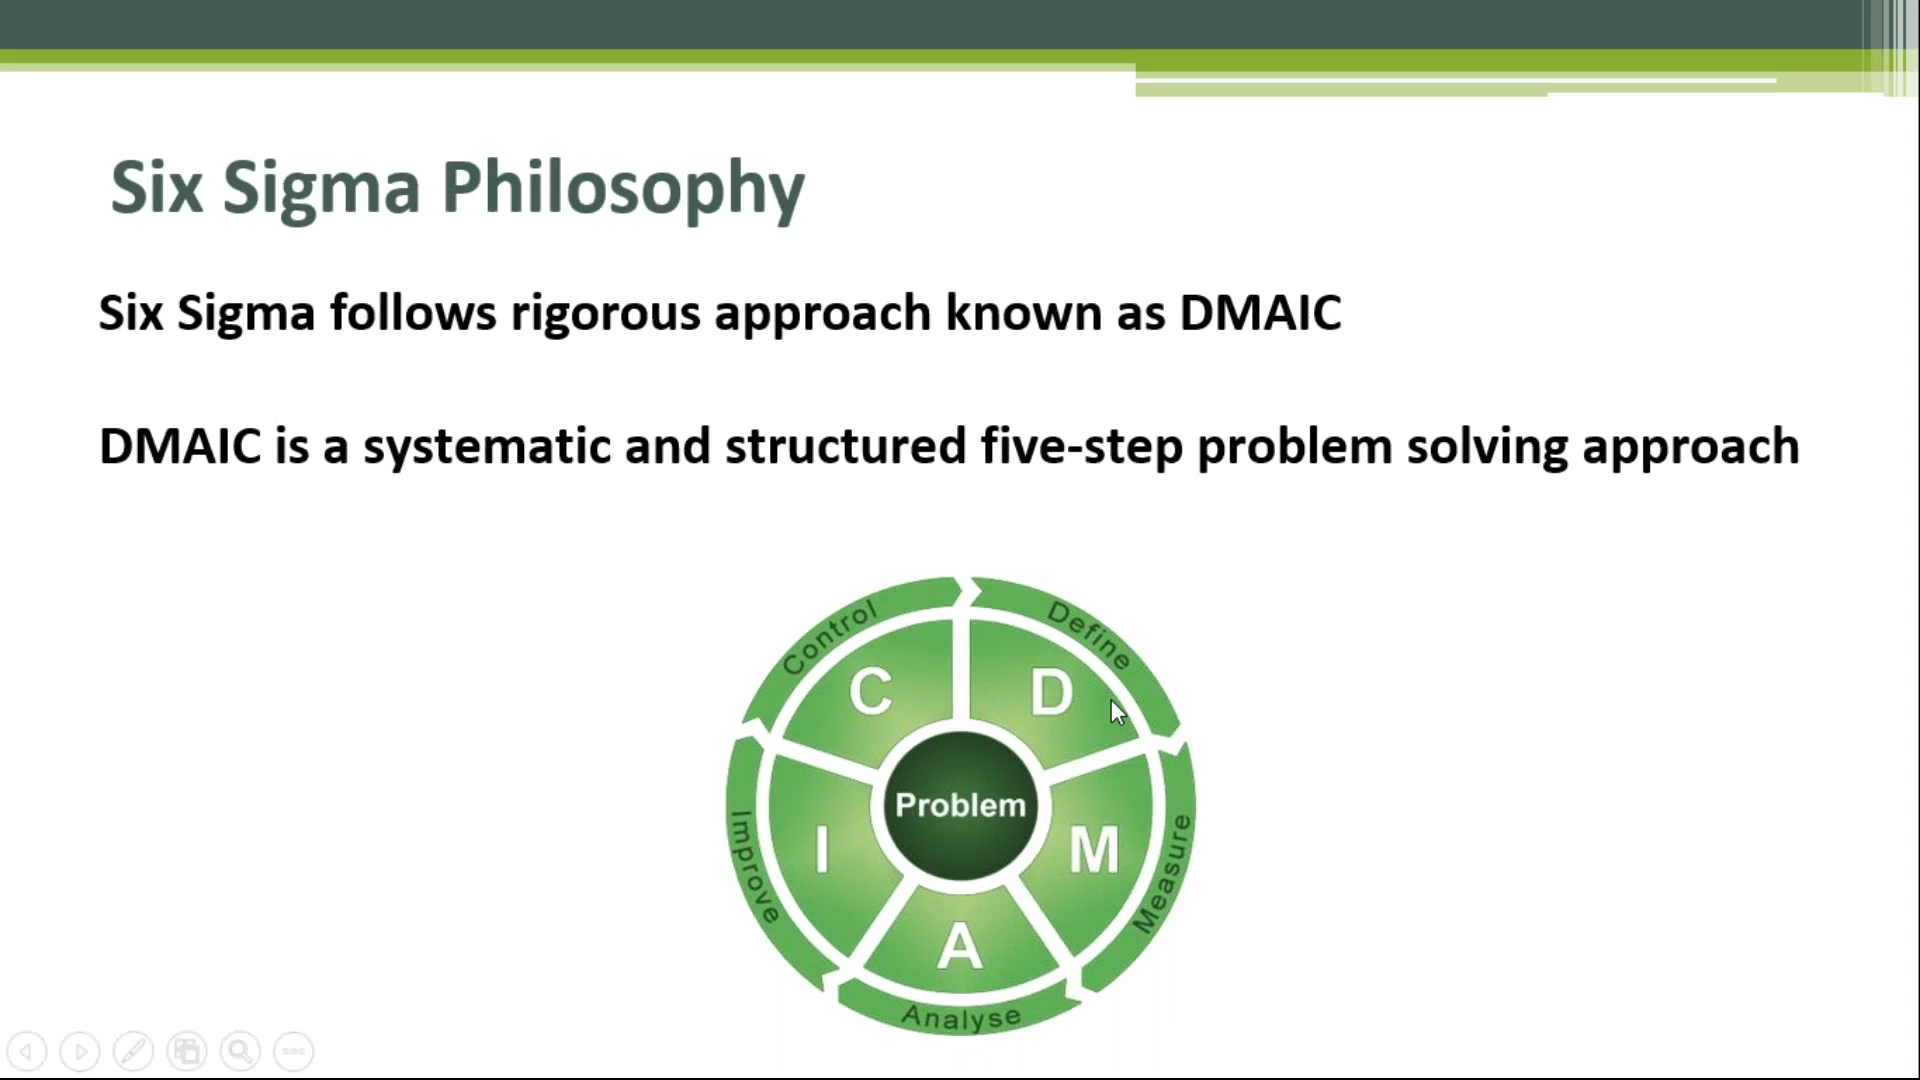 Six Sigma Philosophy
Six Sigma follows rigorous approach known as DMAIC
DMAIC is a systematic and structured five-step problem solving approach
Control
Define
C
D
Problem
I
M
Improve
Measure
A
Analyse